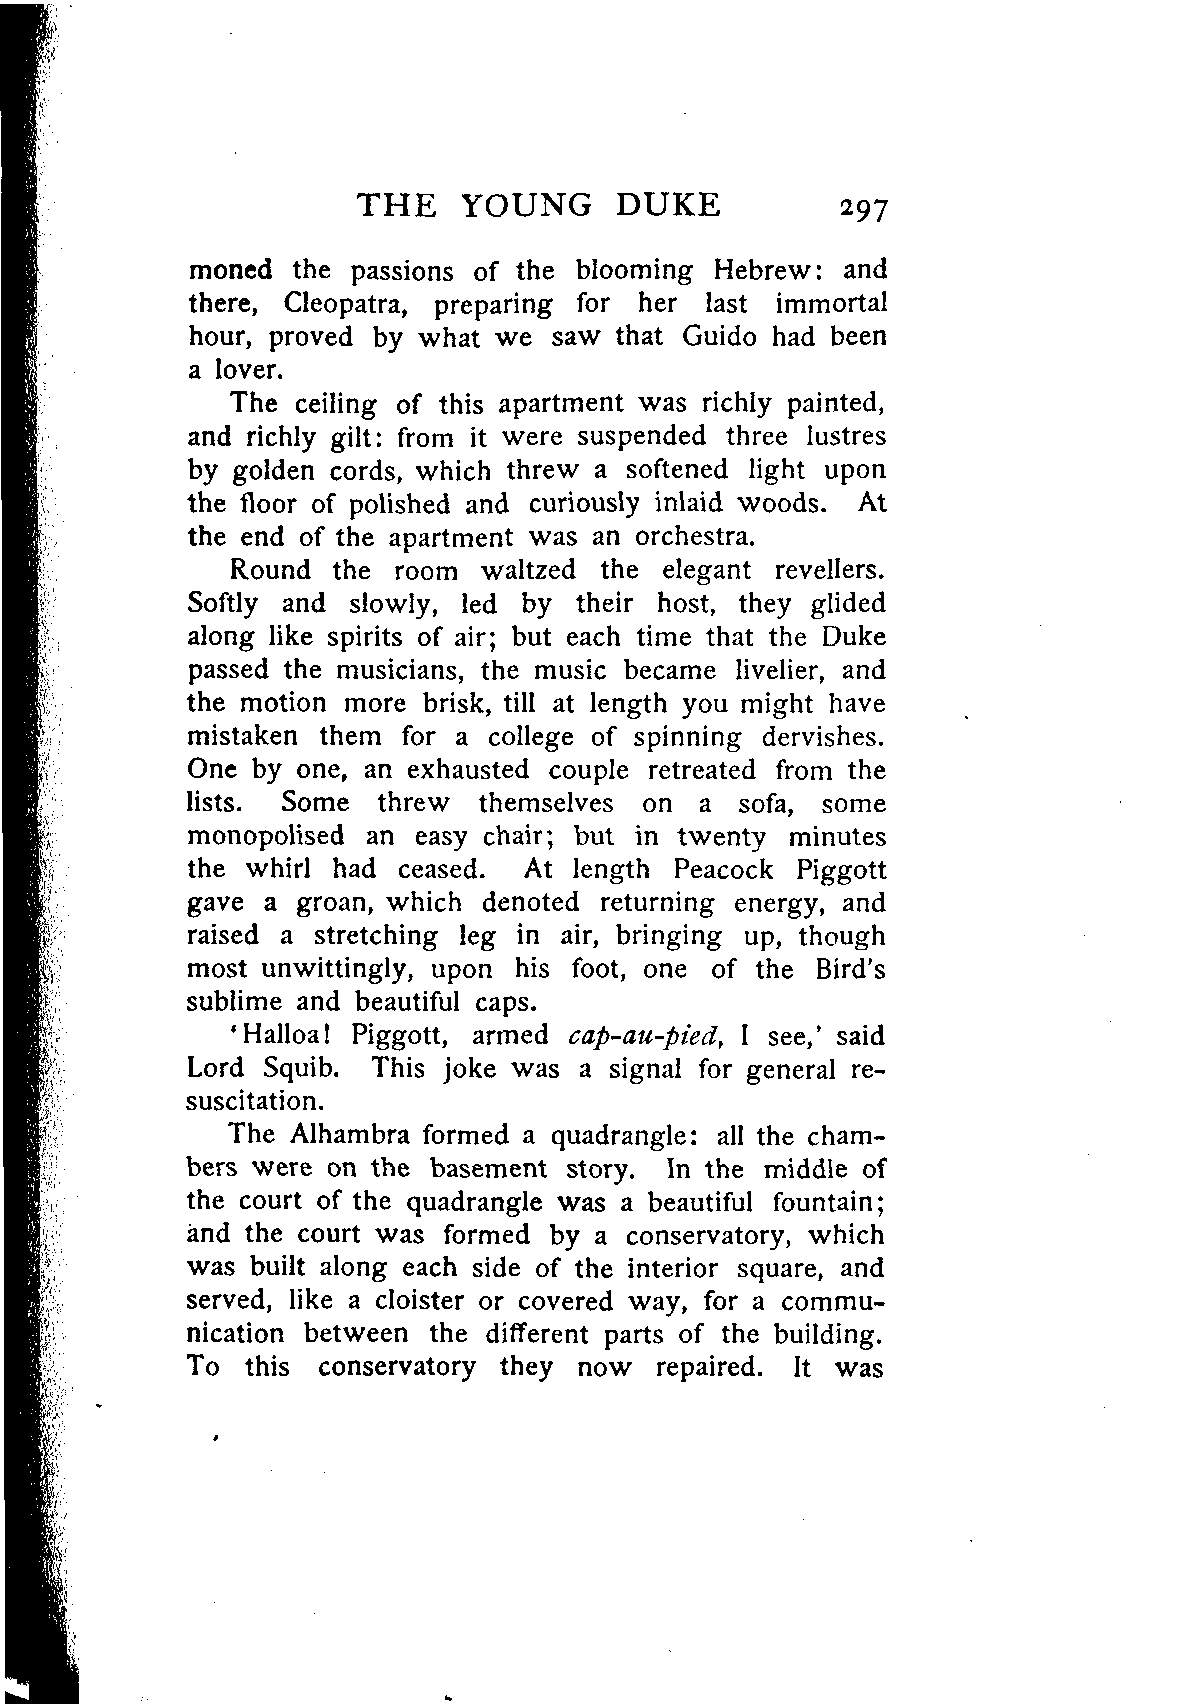 THE YOUNG DUKE 297
moned the passions of the blooming Hebrew: and
there, Cleopatra, preparing for her last immortal
hour, proved by what we saw that Guido had been
a lover.
The ceiling of this apartment was richly painted,
and richly gilt: from it were suspended three lustres
by golden cords, which threw a softened light upon
the floor of polished and curiously inlaid woods. At
the end of the apartment was an orchestra.
Round the room waltzed the elegant revellers.
Softly and slowly, led by their host, they glided
along like spirits of air; but each time that the Duke
passed the musicians, the music became livelier, and
the motion more brisk, till at length you might have
mistaken them for a college of spinning dervishes.
One by one, an exhausted couple retreated from the
lists. Some threw themselves on a sofa, some
monopolised an easy chair; but in twenty minutes
the whirl had ceased. At length Peacock Piggott
gave a groan, which denoted returning energy, and
raised a stretching leg in air, bringing up, though
most unwittingly, upon his foot, one of the Bird's
sublime and beautiful caps.
'Halloa! Piggott, armed cap-au-pied, I see,' said
Lord Squib. This joke was a signal for general re-
suscitation.
The Alhambra formed a quadrangle: all the cham-
bers were on the basement story. In the middle of
the court of the quadrangle was a beautiful fountain;
and the court was formed by a conservatory, which
was built along each side of the interior square, and
served, like a cloister or covered way, for a commu-
nication between the different parts of the building.
To this conservatory they now repaired. It was